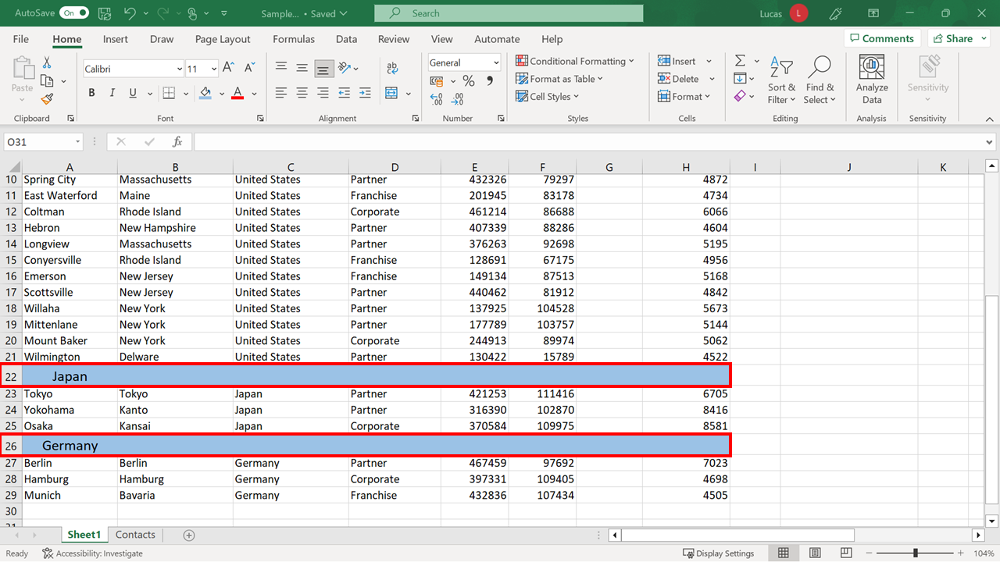 AutoSave On Sample... • Saved Search Lucas L
File Home Insert Draw Page Layout Formulas Data Review View Automate Help Comments Share
Paste Calibri 11 A A ab c General Conditional Formatting Insert Sort & Filter Find & Select Analyze Data Sensitivity
B I U A % 9 Format as Table Delete
.00 .00 Cell Styles Format
Clipboard Font Alignment Number Styles Cells Editing Analysis Sensitivity
O31 fx
A B C D E F G H I J K
10 Spring City Massachusetts United States Partner 432326 79297 4872
11 East Waterford Maine United States Franchise 201945 83178 4734
12 Coltman Rhode Island United States Corporate 461214 86688 6066
13 Hebron New Hampshire United States Partner 407339 88286 4604
14 Longview Massachusetts United States Partner 376263 92698 5195
15 Conyersville Rhode Island United States Franchise 128691 67175 4956
16 Emerson New Jersey United States Franchise 149134 87513 5168
17 Scottsville New Jersey United States Partner 440462 81912 4842
18 Willaha New York United States Partner 137925 104528 5673
19 Mittenlane New York United States Partner 177789 103757 5144
20 Mount Baker New York United States Corporate 244913 89974 5062
21 Wilmington Delware United States Partner 130422 15789 4522
22 Japan
23 Tokyo Tokyo Japan Partner 421253 111416 6705
24 Yokohama Kanto Japan Partner 316390 102870 8416
25 Osaka Kansai Japan Corporate 370584 109975 8581
26 Germany
27 Berlin Berlin Germany Partner 467459 97692 7023
28 Hamburg Hamburg Germany Corporate 397331 109405 4698
29 Munich Bavaria Germany Franchise 432836 107434 4505
30
31
Sheet1 Contacts
Ready Accessibility: Investigate Display Settings 104%